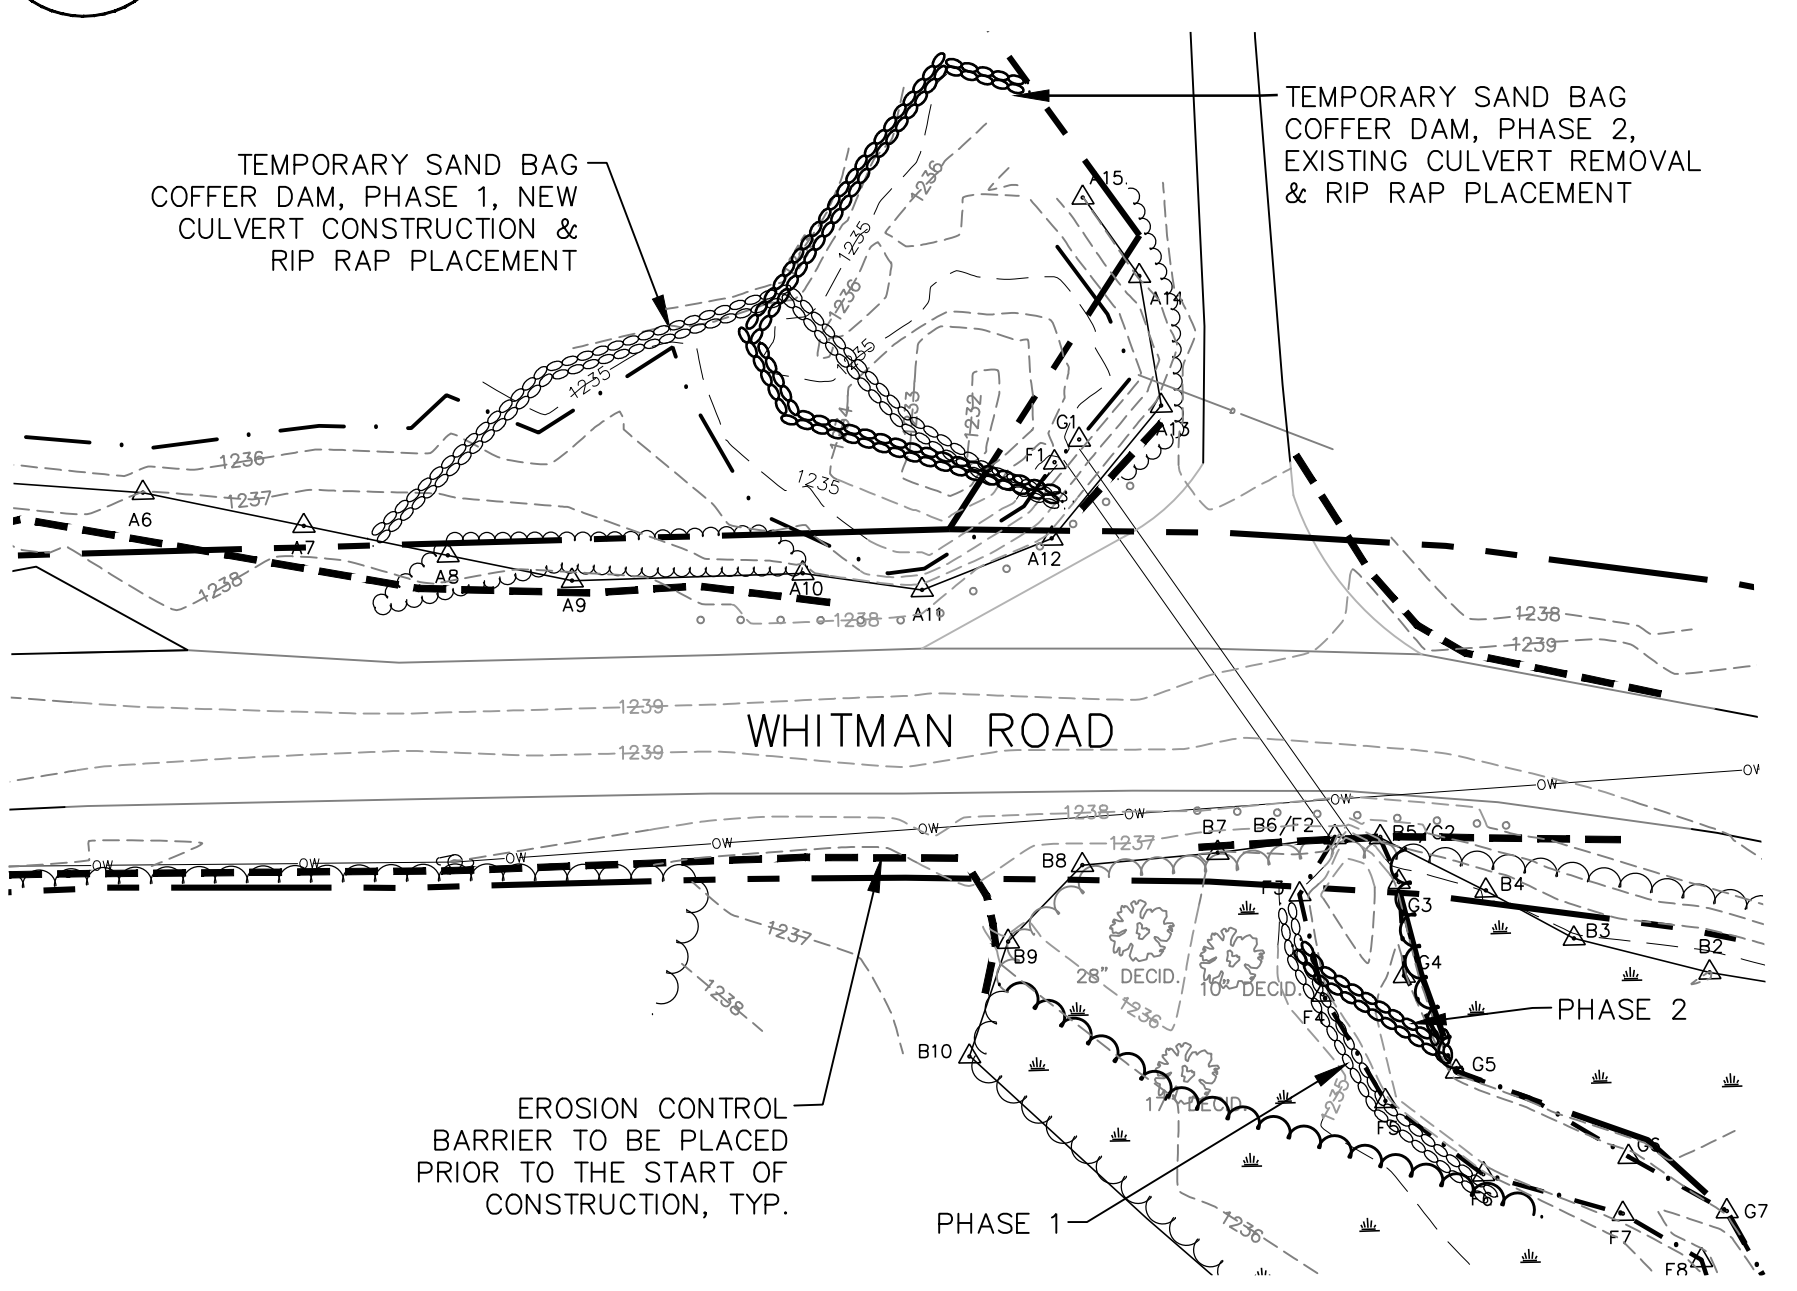 TEMPORARY SAND BAG
COFFER DAM, PHASE 2,
EXISTING CULVERT REMOVAL
& RIP RAP PLACEMENT
TEMPORARY SAND BAG
COFFER DAM, PHASE 1, NEW
CULVERT CONSTRUCTION &
RIP RAP PLACEMENT
A15
1236
1235
A14
1236
1235
1235
1232
G1
A13
F1
1236
1235
1237
A6
A7
A12
A8
1238
A9
A10
A11
1238
1238
1239
1239
WHITMAN ROAD
1239
OW
OW
OW
1238
OW
OW
B7
B6/F2
B5/G2
1237
B8
OW
OW
OW
F3
B4
G3
1237
B3
B2
B9
G4
28" DECID.
10" DECID.
1238
1236
F4
PHASE 2
B10
G5
17" DECID.
1235
EROSION CONTROL
BARRIER TO BE PLACED
PRIOR TO THE START OF
CONSTRUCTION, TYP.
F5
G6
F6
PHASE 1
1236
G7
F7
F8